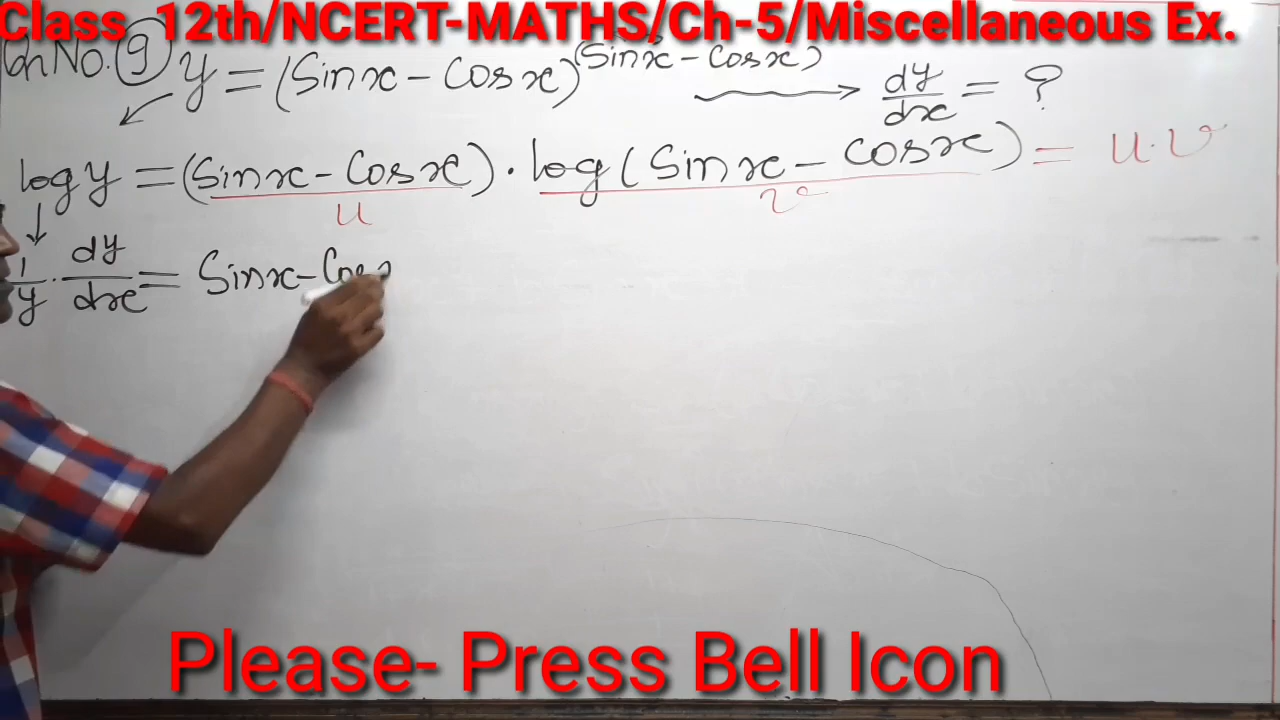 Class 12th/NCERT-MATHS/Ch-5/Miscellaneous Ex.
No. 9 y = (Sinx - Cosx)^(Sinx - Cosx) → dy/dx = ?
log y = (Sinx - Cosx) . log (Sinx - Cosx) = u.v
u v
1/y . dy/dx = Sinx - Cos
Please- Press Bell Icon